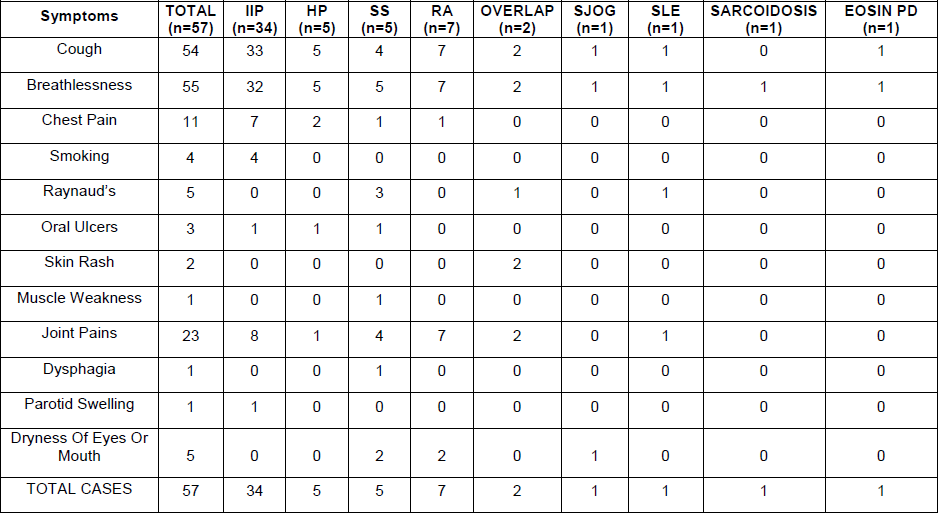 Symptoms TOTAL (n=57) IIP (n=34) HP (n=5) SS (n=5) RA (n=7) OVERLAP (n=2) SJOG (n=1) SLE (n=1) SARCOIDOSIS (n=1) EOSIN PD (n=1)
Cough 54 33 5 4 7 2 1 1 0 1
Breathlessness 55 32 5 5 7 2 1 1 1 1
Chest Pain 11 7 2 1 1 0 0 0 0 0
Smoking 4 4 0 0 0 0 0 0 0 0
Raynaud’s 5 0 0 3 0 1 0 1 0 0
Oral Ulcers 3 1 1 1 0 0 0 0 0 0
Skin Rash 2 0 0 0 0 2 0 0 0 0
Muscle Weakness 1 0 0 1 0 0 0 0 0 0
Joint Pains 23 8 1 4 7 2 0 1 0 0
Dysphagia 1 0 0 1 0 0 0 0 0 0
Parotid Swelling 1 1 0 0 0 0 0 0 0 0
Dryness Of Eyes Or
Mouth 5 0 0 2 2 0 1 0 0 0
TOTAL CASES 57 34 5 5 7 2 1 1 1 1